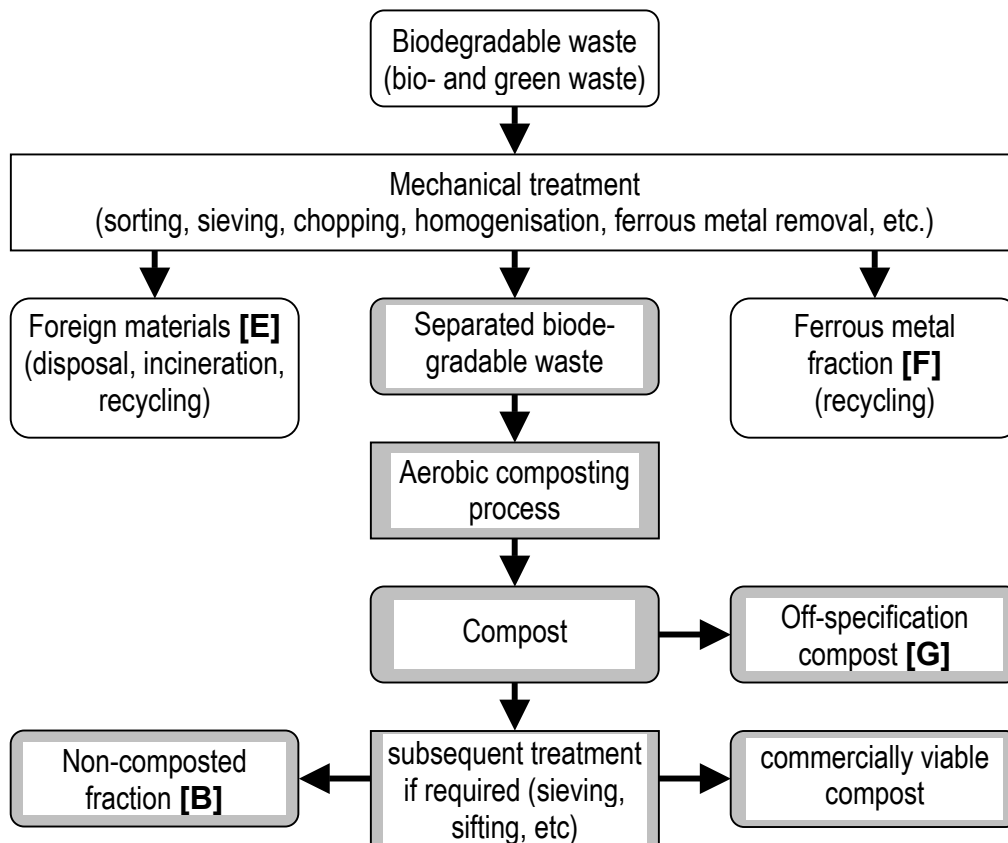 Biodegradable waste
(bio- and green waste)
Mechanical treatment
(sorting, sieving, chopping, homogenisation, ferrous metal removal, etc.)
Foreign materials [E]
(disposal, incineration,
recycling)
Separated biode-
gradable waste
Ferrous metal
fraction [F]
(recycling)
Aerobic composting
process
Compost
Off-specification
compost [G]
Non-composted
fraction [B]
subsequent treatment
if required (sieving,
sifting, etc)
commercially viable
compost